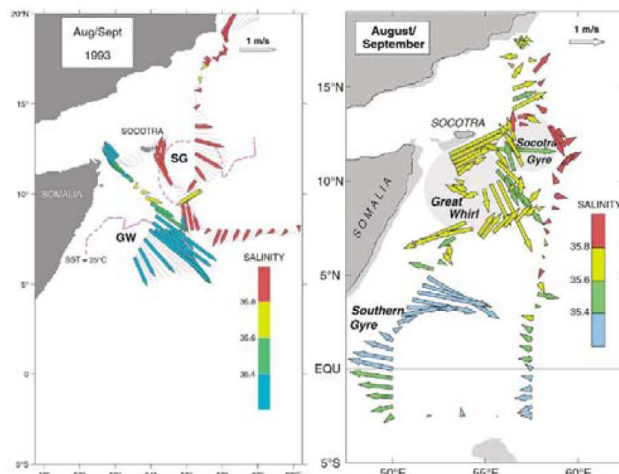 20°N
Aug/Sept
1993
1 m/s
15°
SOCOTRA
SG
SOMALIA
10°
GW
SST = 25°C
SALINITY
5°
35.8
35.6
35.4
0
5°S
August/
September
1 m/s
15°N
SOCOTRA
Socotra
Gyre
10°N
SOMALIA
Great
Whirl
SALINITY
35.8
5°N
35.6
Southern
Gyre
35.4
EQU
5°S
50°E
55°E
60°E